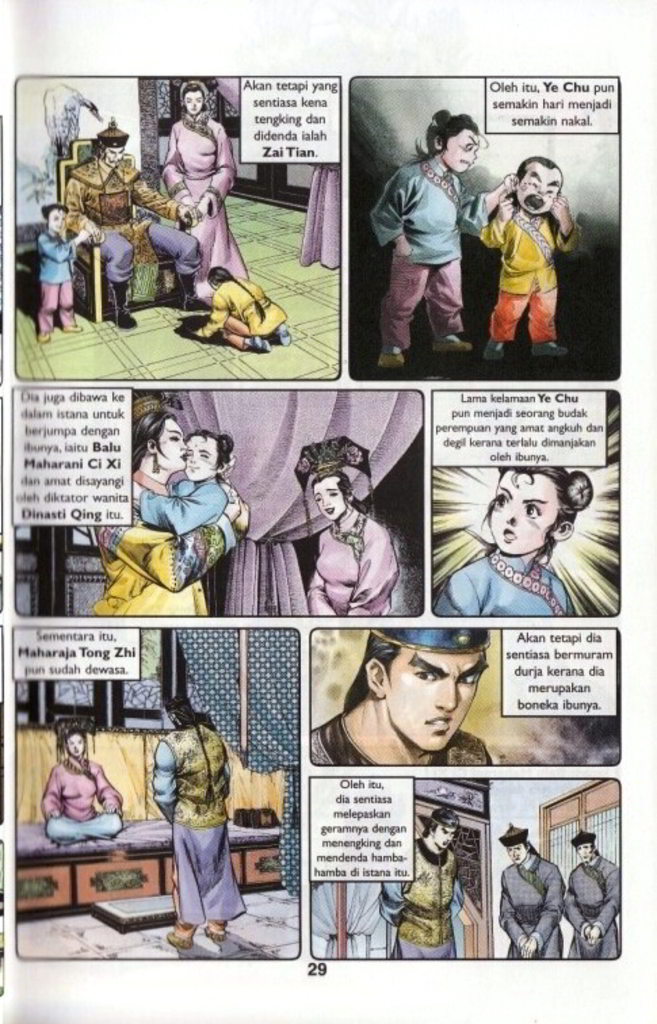 Akan tetapi yang
sentiasa kena
tengking dan
didenda ialah
Zai Tian.
Oleh itu, Ye Chu pun
semakin hari menjadi
semakin nakal.
Dia juga dibawa ke
dalam istana untuk
berjumpa dengan
ibunya, iaitu Balu
Maharani Ci Xi
dan amat disayangi
oleh diktator wanita
Dinasti Qing itu.
Lama kelamaan Ye Chu
pun menjadi seorang budak
perempuan yang amat angkuh dan
degil kerana terlalu dimanjakan
oleh ibunya.
Sementara itu,
Maharaja Tong Zhi
pun sudah dewasa.
Akan tetapi dia
sentiasa bermuram
durja kerana dia
merupakan
boneka ibunya.
Oleh itu,
dia sentiasa
melepaskan
geramnya dengan
menengking dan
mendenda hamba-
hamba di istana itu.
29